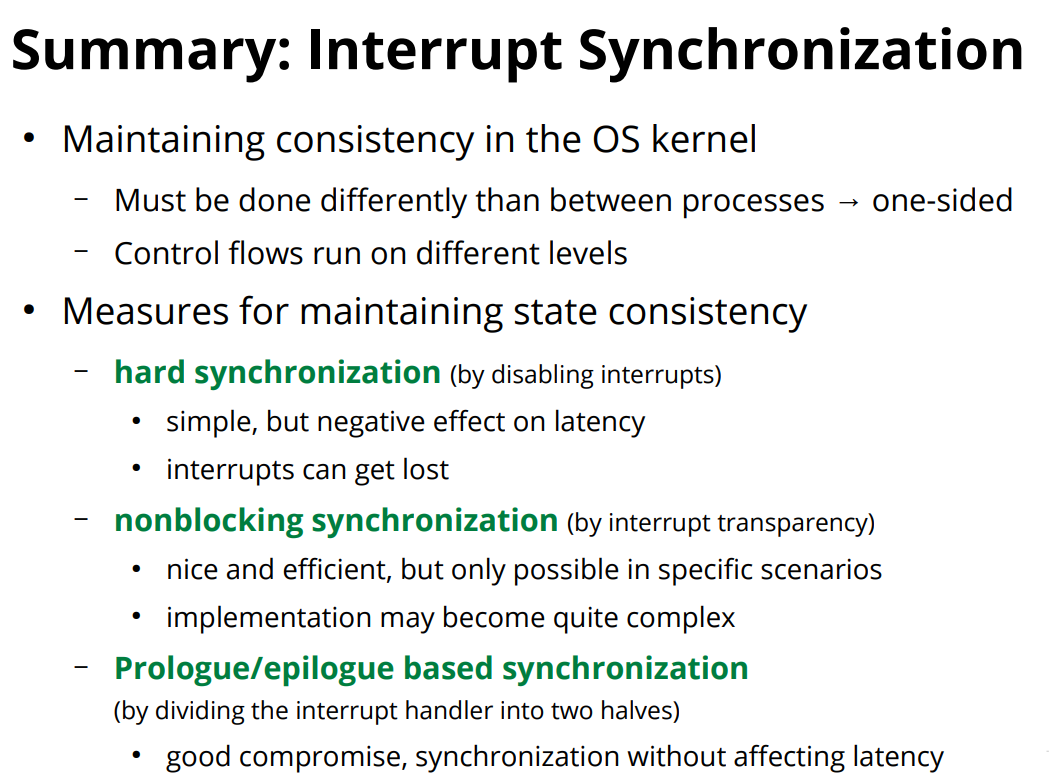 Summary: Interrupt Synchronization
• Maintaining consistency in the OS kernel
– Must be done differently than between processes → one-sided
– Control flows run on different levels
• Measures for maintaining state consistency
– hard synchronization (by disabling interrupts)
• simple, but negative effect on latency
• interrupts can get lost
– nonblocking synchronization (by interrupt transparency)
• nice and efficient, but only possible in specific scenarios
• implementation may become quite complex
– Prologue/epilogue based synchronization
(by dividing the interrupt handler into two halves)
• good compromise, synchronization without affecting latency